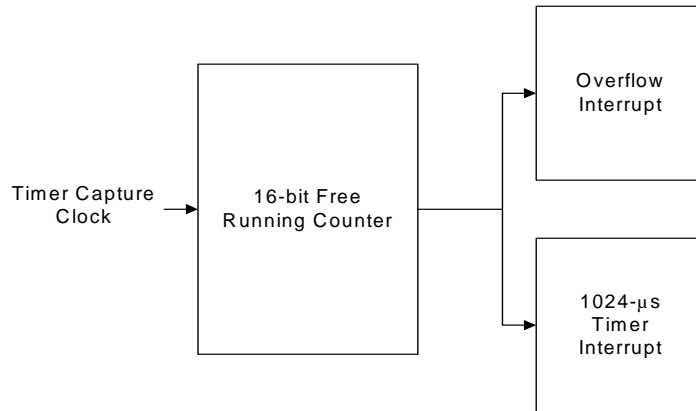 Timer Capture
Clock
16-bit Free
Running Counter
Overflow
Interrupt
1024-μs
Timer
Interrupt